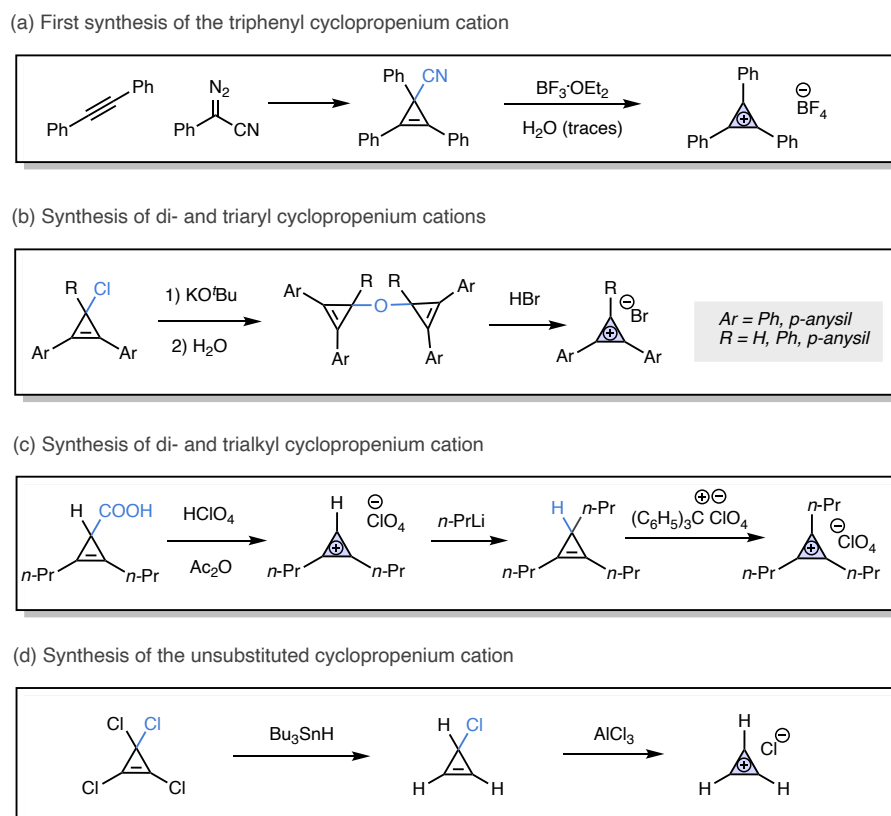 (a) First synthesis of the triphenyl cyclopropenium cation
Ph
Ph
N2
Ph
CN
Ph
CN
Ph
Ph
BF3·OEt2
H2O (traces)
Ph
Ph
Ph
⊕
⊖
BF4
(b) Synthesis of di- and triaryl cyclopropenium cations
R
Cl
Ar
Ar
1) KOtBu
2) H2O
Ar
R
O
R
Ar
Ar
Ar
HBr
R
⊖
Br
⊕
Ar
Ar
Ar = Ph, p-anysil
R = H, Ph, p-anysil
(c) Synthesis of di- and trialkyl cyclopropenium cation
H
COOH
n-Pr
n-Pr
HClO4
Ac2O
H
⊖
ClO4
⊕
n-Pr
n-Pr
n-PrLi
H
n-Pr
n-Pr
n-Pr
⊕⊖
(C6H5)3C ClO4
n-Pr
⊖
ClO4
⊕
n-Pr
n-Pr
(d) Synthesis of the unsubstituted cyclopropenium cation
Cl
Cl
Cl
Cl
Bu3SnH
H
Cl
H
H
AlCl3
H
Cl⊖
⊕
H
H